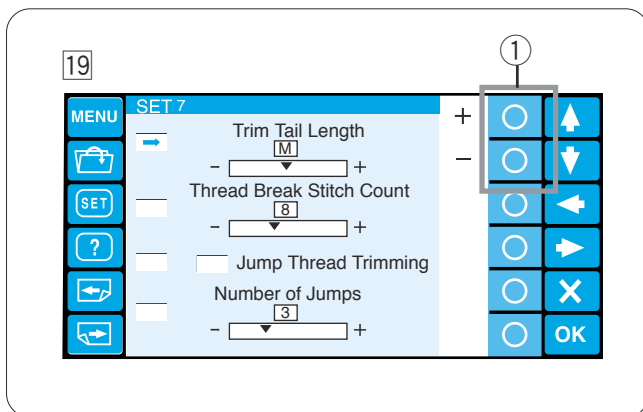 19
1
MENU
SET 7
+
Trim Tail Length
M
- +
−
Thread Break Stitch Count
8
- +
SET
?
Jump Thread Trimming
Number of Jumps
3
- +
OK